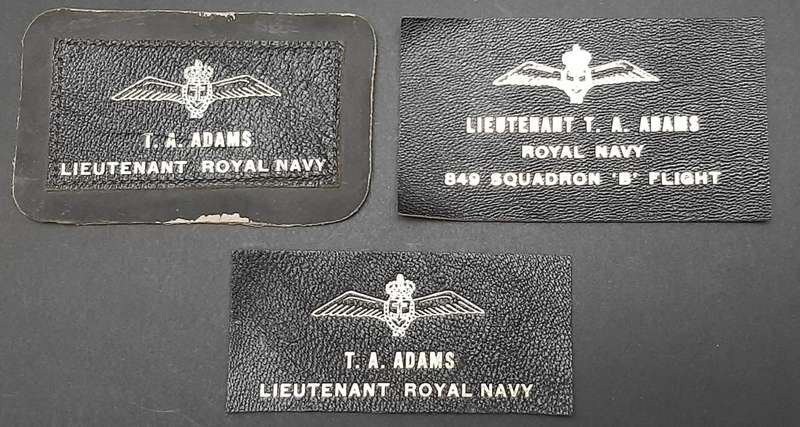 T. A. ADAMS
LIEUTENANT ROYAL NAVY
LIEUTENANT T. A. ADAMS
ROYAL NAVY
849 SQUADRON 'B' FLIGHT
T. A. ADAMS
LIEUTENANT ROYAL NAVY